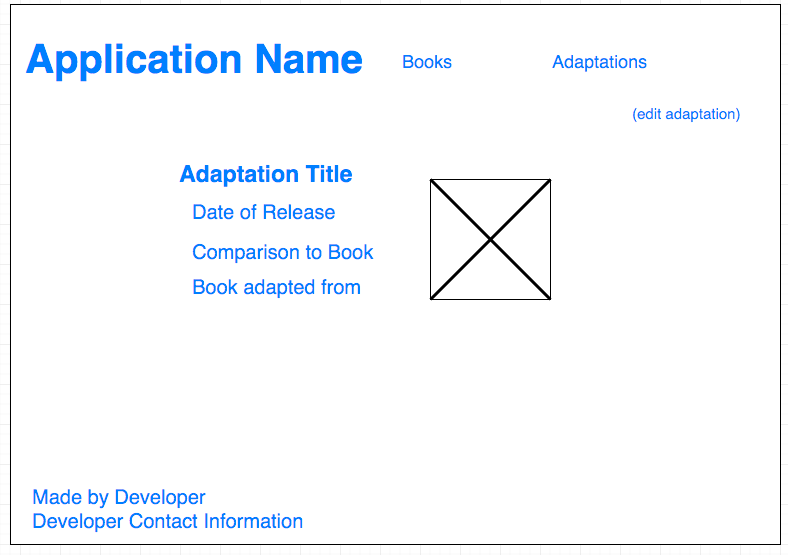 Application Name
Books
Adaptations
(edit adaptation)
Adaptation Title
Date of Release
Comparison to Book
Book adapted from
Made by Developer
Developer Contact Information